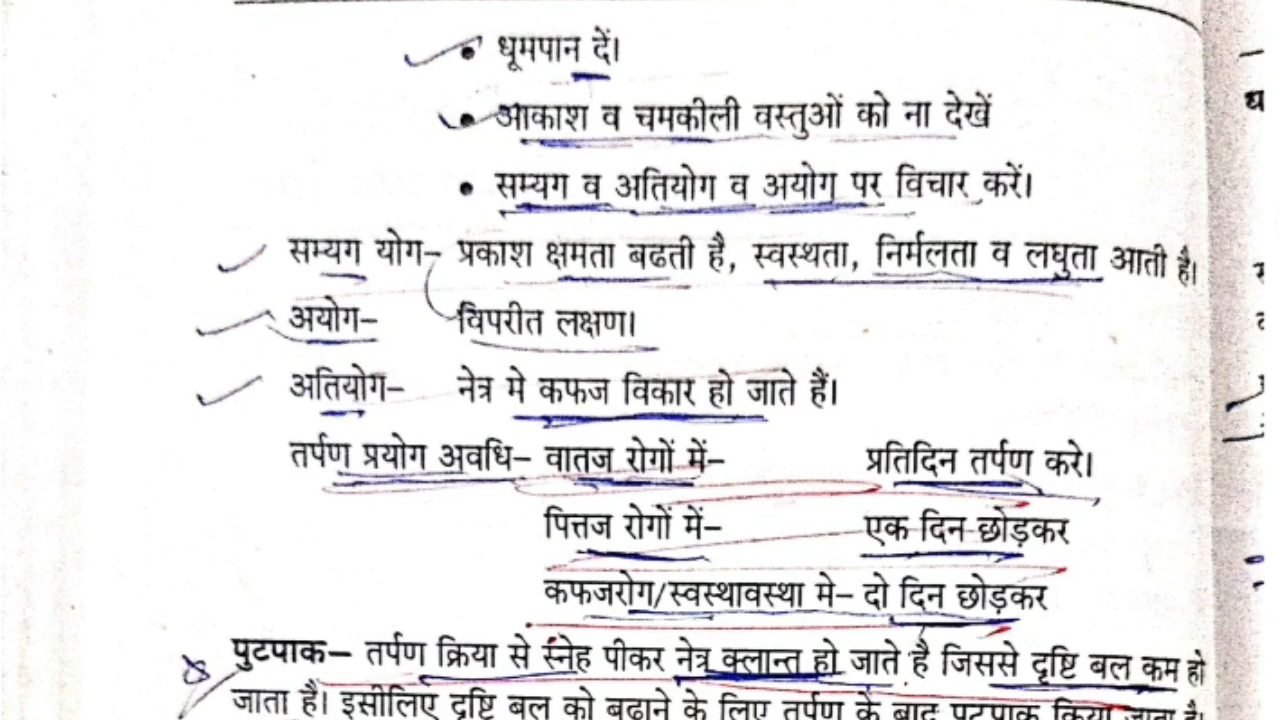 • धूमपान दें।
• आकाश व चमकीली वस्तुओं को ना देखें
• सम्यग व अतियोग व अयोग पर विचार करें।
सम्यग योग– प्रकाश क्षमता बढती है, स्वस्थता, निर्मलता व लघुता आती है।
अयोग– विपरीत लक्षण।
अतियोग– नेत्र मे कफज विकार हो जाते हैं।
तर्पण प्रयोग अवधि– वातज रोगों में– प्रतिदिन तर्पण करे।
पित्तज रोगों में– एक दिन छोड़कर
कफजरोग/स्वस्थावस्था मे– दो दिन छोड़कर
पुटपाक– तर्पण क्रिया से स्नेह पीकर नेत्र क्लान्त हो जाते है जिससे दृष्टि बल कम हो
जाता है। इसीलिए दृष्टि बल को बढाने के लिए तर्पण के बाद पुटपाक किया जाता है